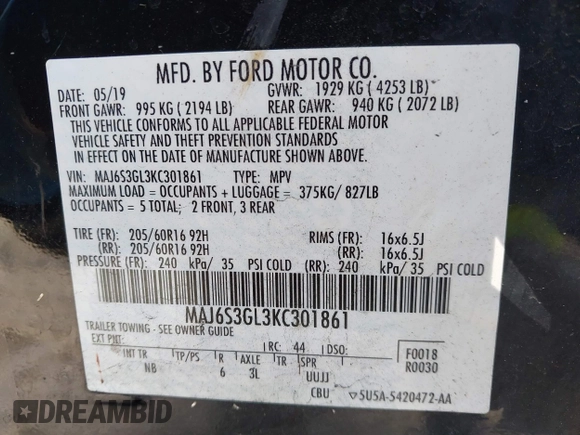 MFD. BY FORD MOTOR CO.
DATE: 05/19 GVWR: 1929 KG ( 4253 LB)
FRONT GAWR: 995 KG ( 2194 LB) REAR GAWR: 940 KG ( 2072 LB)
THIS VEHICLE CONFORMS TO ALL APPLICABLE FEDERAL MOTOR
VEHICLE SAFETY AND THEFT PREVENTION STANDARDS
IN EFFECT ON THE DATE OF MANUFACTURE SHOWN ABOVE.
VIN: MAJ6S3GL3KC301861 TYPE: MPV
MAXIMUM LOAD = OCCUPANTS + LUGGAGE = 375KG/ 827LB
OCCUPANTS = 5 TOTAL; 2 FRONT, 3 REAR
TIRE (FR): 205/60R16 92H RIMS (FR): 16x6.5J
(RR): 205/60R16 92H (RR): 16x6.5J
PRESSURE (FR): 240 kPa/ 35 PSI COLD (RR): 240 kPa/ 35 PSI COLD
MAJ6S3GL3KC301861
TRAILER TOWING - SEE OWNER GUIDE
EXT PNT: RC: 44 DSO: F0018
INT TR TP/PS R AXLE TR SPR R0030
NB 6 3L UUJJ
CBU 5U5A-5420472-AA
DREAMBID